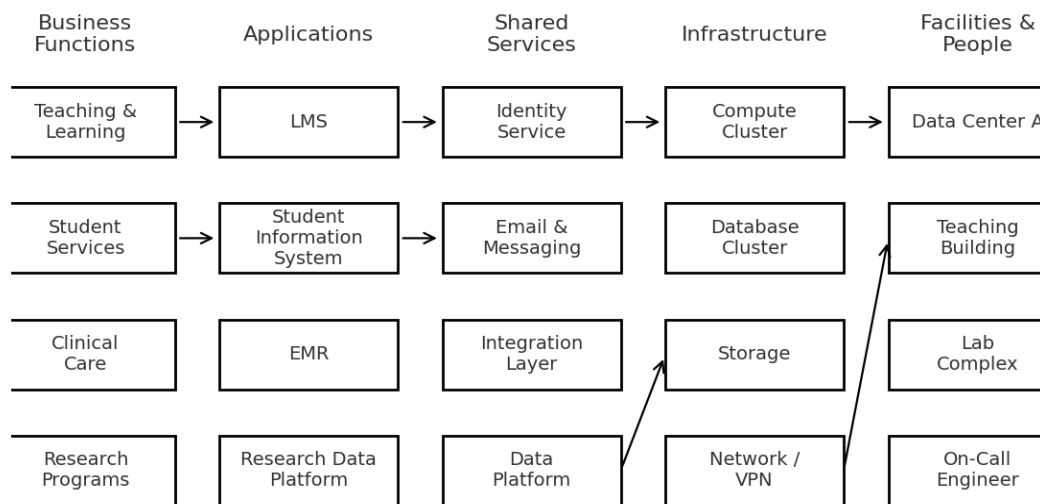 Business
Functions
Applications
Shared
Services
Infrastructure
Facilities &
People
Teaching &
Learning
LMS
Identity
Service
Compute
Cluster
Data Center A
Student
Services
Student
Information
System
Email &
Messaging
Database
Cluster
Teaching
Building
Clinical
Care
EMR
Integration
Layer
Storage
Lab
Complex
Research
Programs
Research Data
Platform
Data
Platform
Network /
VPN
On-Call
Engineer